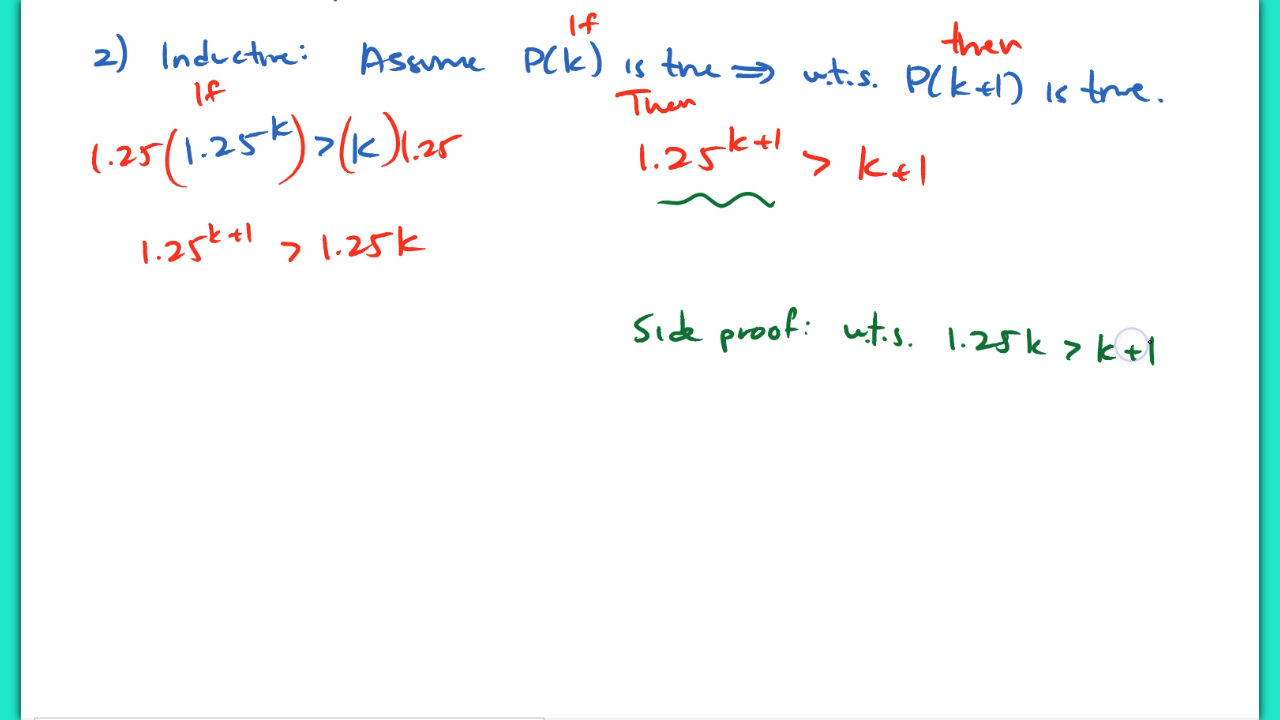 If then
2) Inductive: Assume P(k) is true ⟹ w.t.s. P(k+1) is true.
If Then
1.25(1.25^k) > (k)1.25 1.25^{k+1} > k+1
1.25^{k+1} > 1.25k
Side proof: w.t.s. 1.25k > k+1